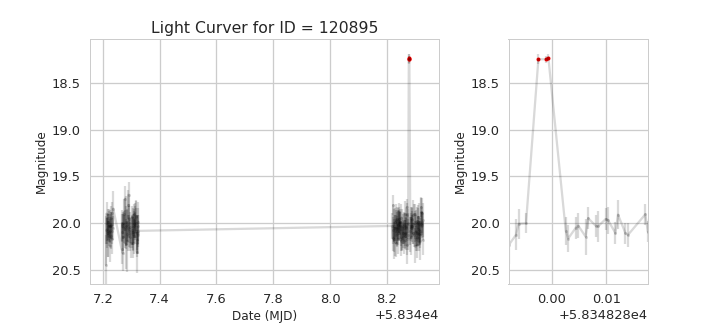 Light Curver for ID = 120895
Magnitude
18.5
19.0
19.5
20.0
20.5
7.2 7.4 7.6 7.8 8.0 8.2
Date (MJD)
+5.834e4
Magnitude
18.5
19.0
19.5
20.0
20.5
0.00 0.01
+5.834828e4